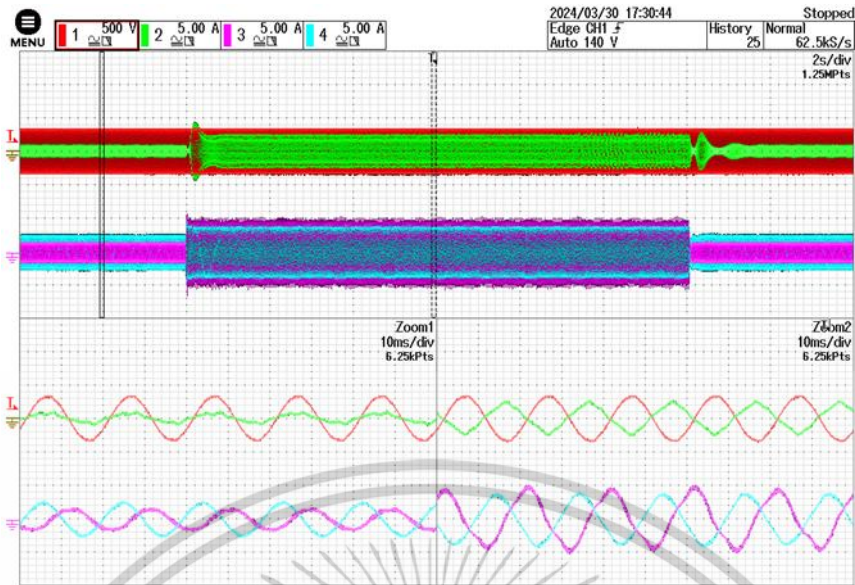 2024/03/30 17:30:44 Stopped
MENU
1 500 V 2 5.00 A 3 5.00 A 4 5.00 A
Edge CH1 History Normal
Auto 140 V 25 62.5kS/s
2s/div
1.25MPts
Zoom1 Zoom2
10ms/div 10ms/div
6.25kPts 6.25kPts